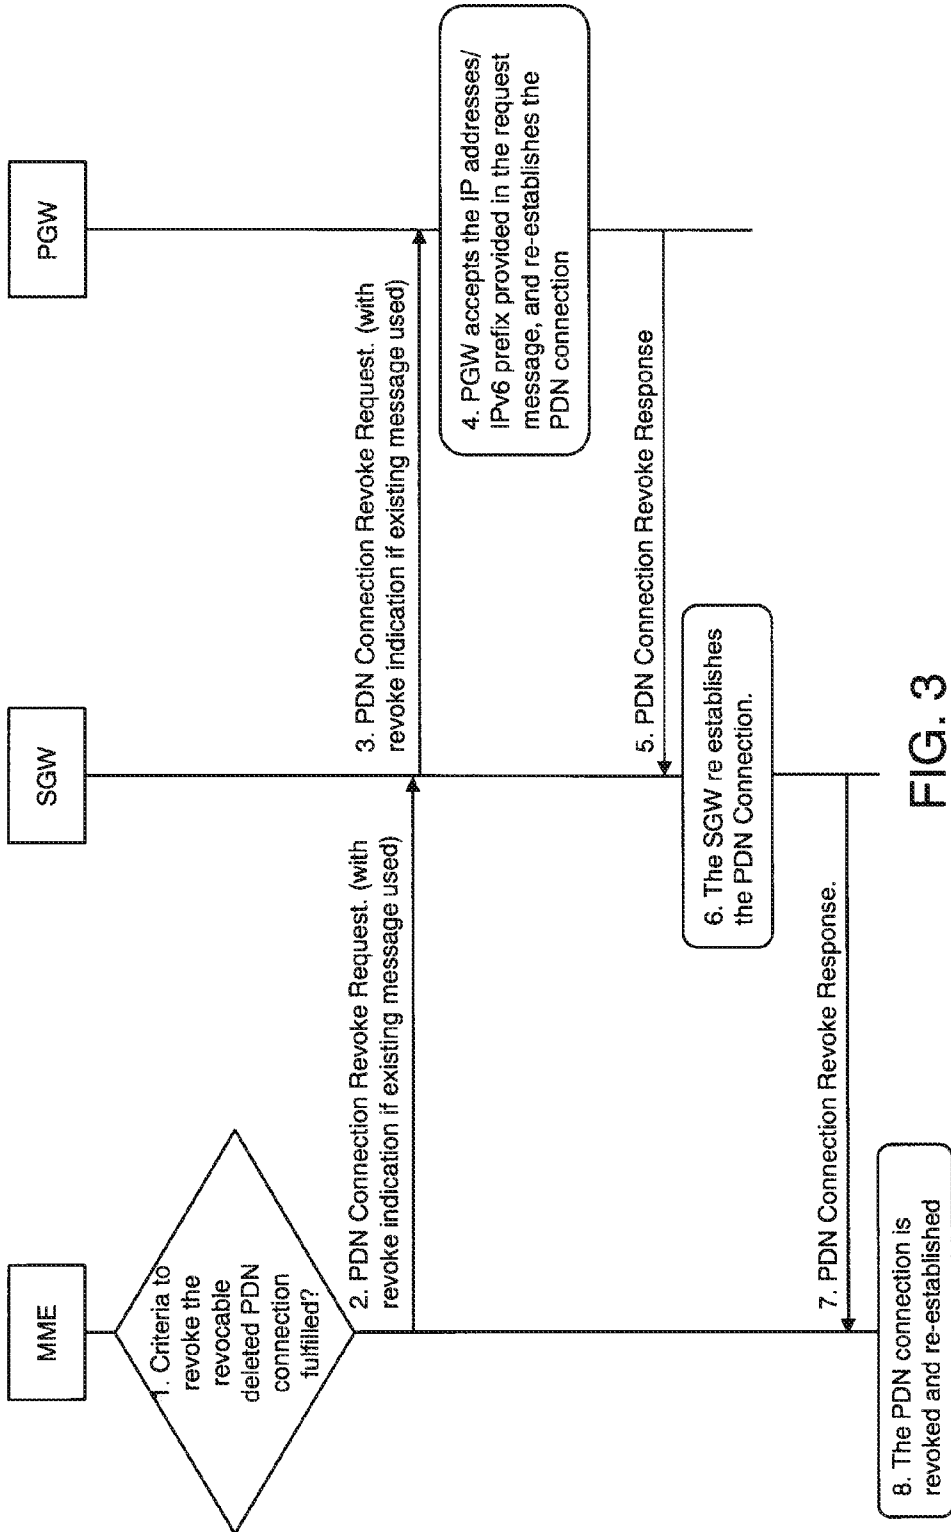 MME
SGW
PGW
1. Criteria to
revoke the
revocable
deleted PDN
connection
fulfilled?
2. PDN Connection Revoke Request. (with
revoke indication if existing message used)
3. PDN Connection Revoke Request. (with
revoke indication if existing message used)
4. PGW accepts the IP addresses/
IPv6 prefix provided in the request
message, and re-establishes the
PDN connection
5. PDN Connection Revoke Response
6. The SGW re establishes
the PDN Connection.
7. PDN Connection Revoke Response.
8. The PDN connection is
revoked and re-established
FIG. 3